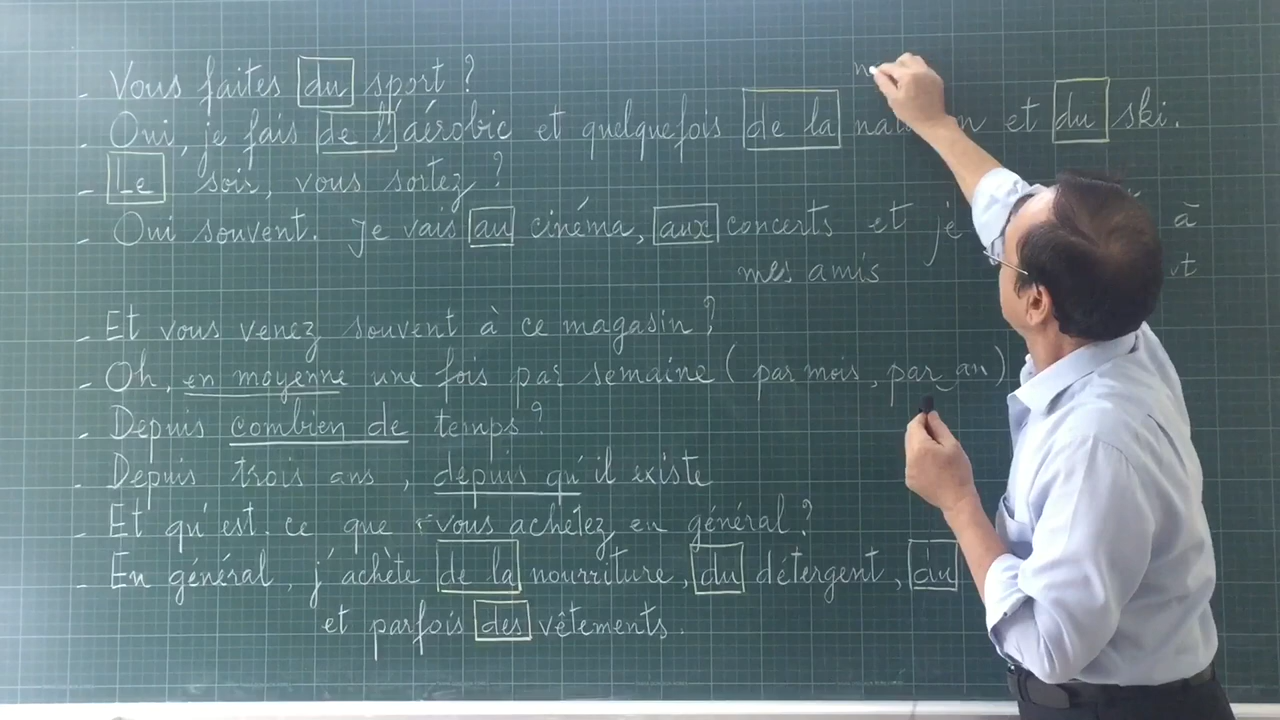 - Vous faites du sport ?
- Oui, je fais de l'aérobic et quelquefois de la et du ski.
- Le soir, vous sortez ?
- Oui souvent. Je vais au cinéma, aux concerts et je à
mes amis
- Et vous venez souvent à ce magasin ?
- Oh, en moyenne une fois par semaine ( par mois, par an )
- Depuis combien de temps ?
- Depuis trois ans, depuis qu'il existe
- Et qu'est-ce que vous achetez en général ?
- En général, j'achète de la nourriture, du détergent, du
et parfois des vêtements.